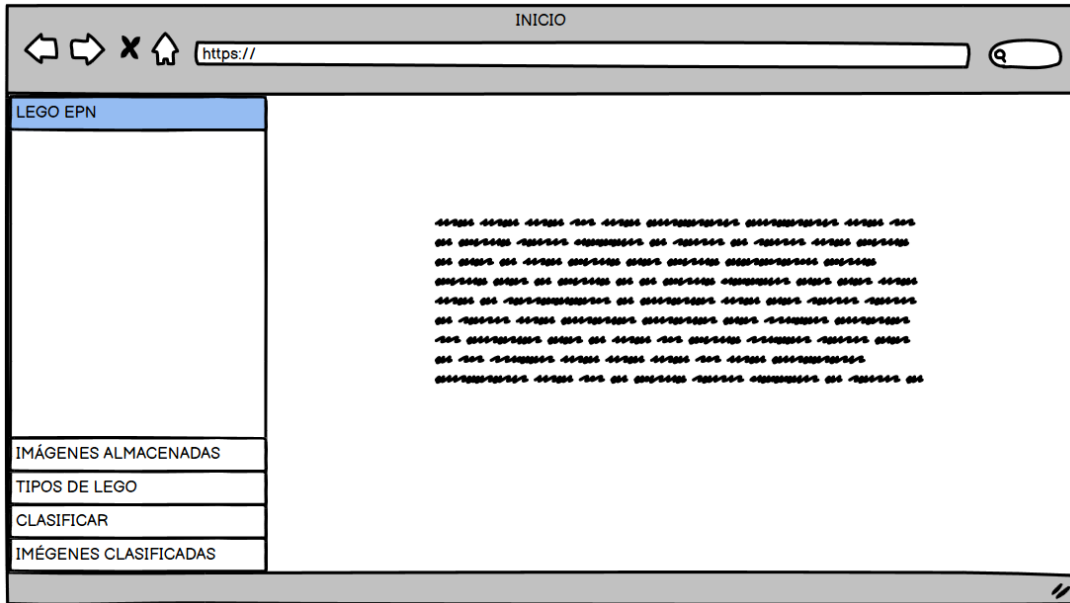 INICIO
https://
LEGO EPN
IMÁGENES ALMACENADAS
TIPOS DE LEGO
CLASIFICAR
IMÉGENES CLASIFICADAS